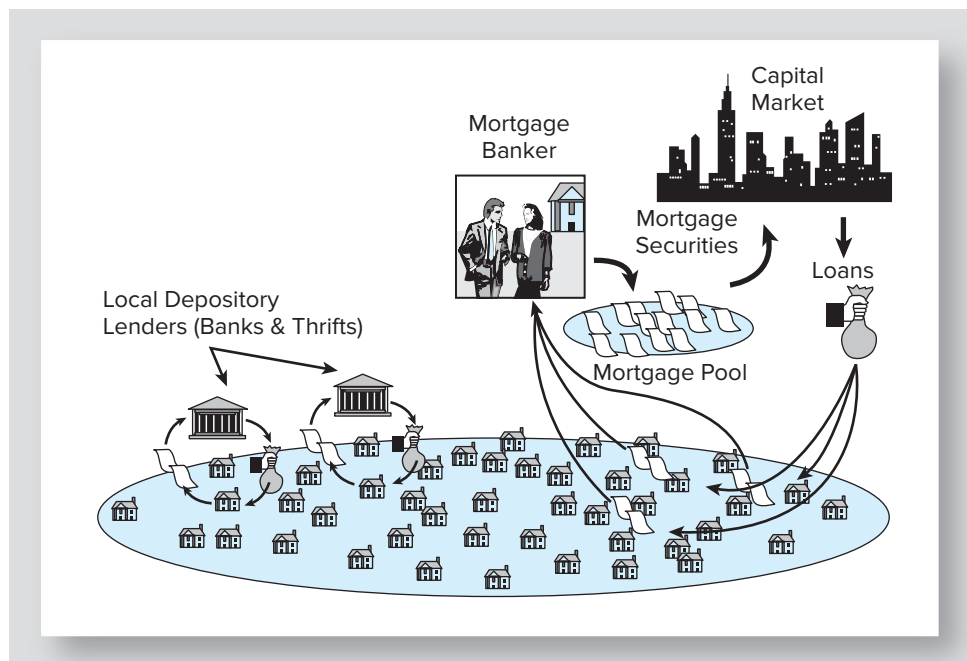 Capital
Market
Mortgage
Banker
Mortgage
Securities
Loans
Local Depository
Lenders (Banks & Thrifts)
Mortgage Pool